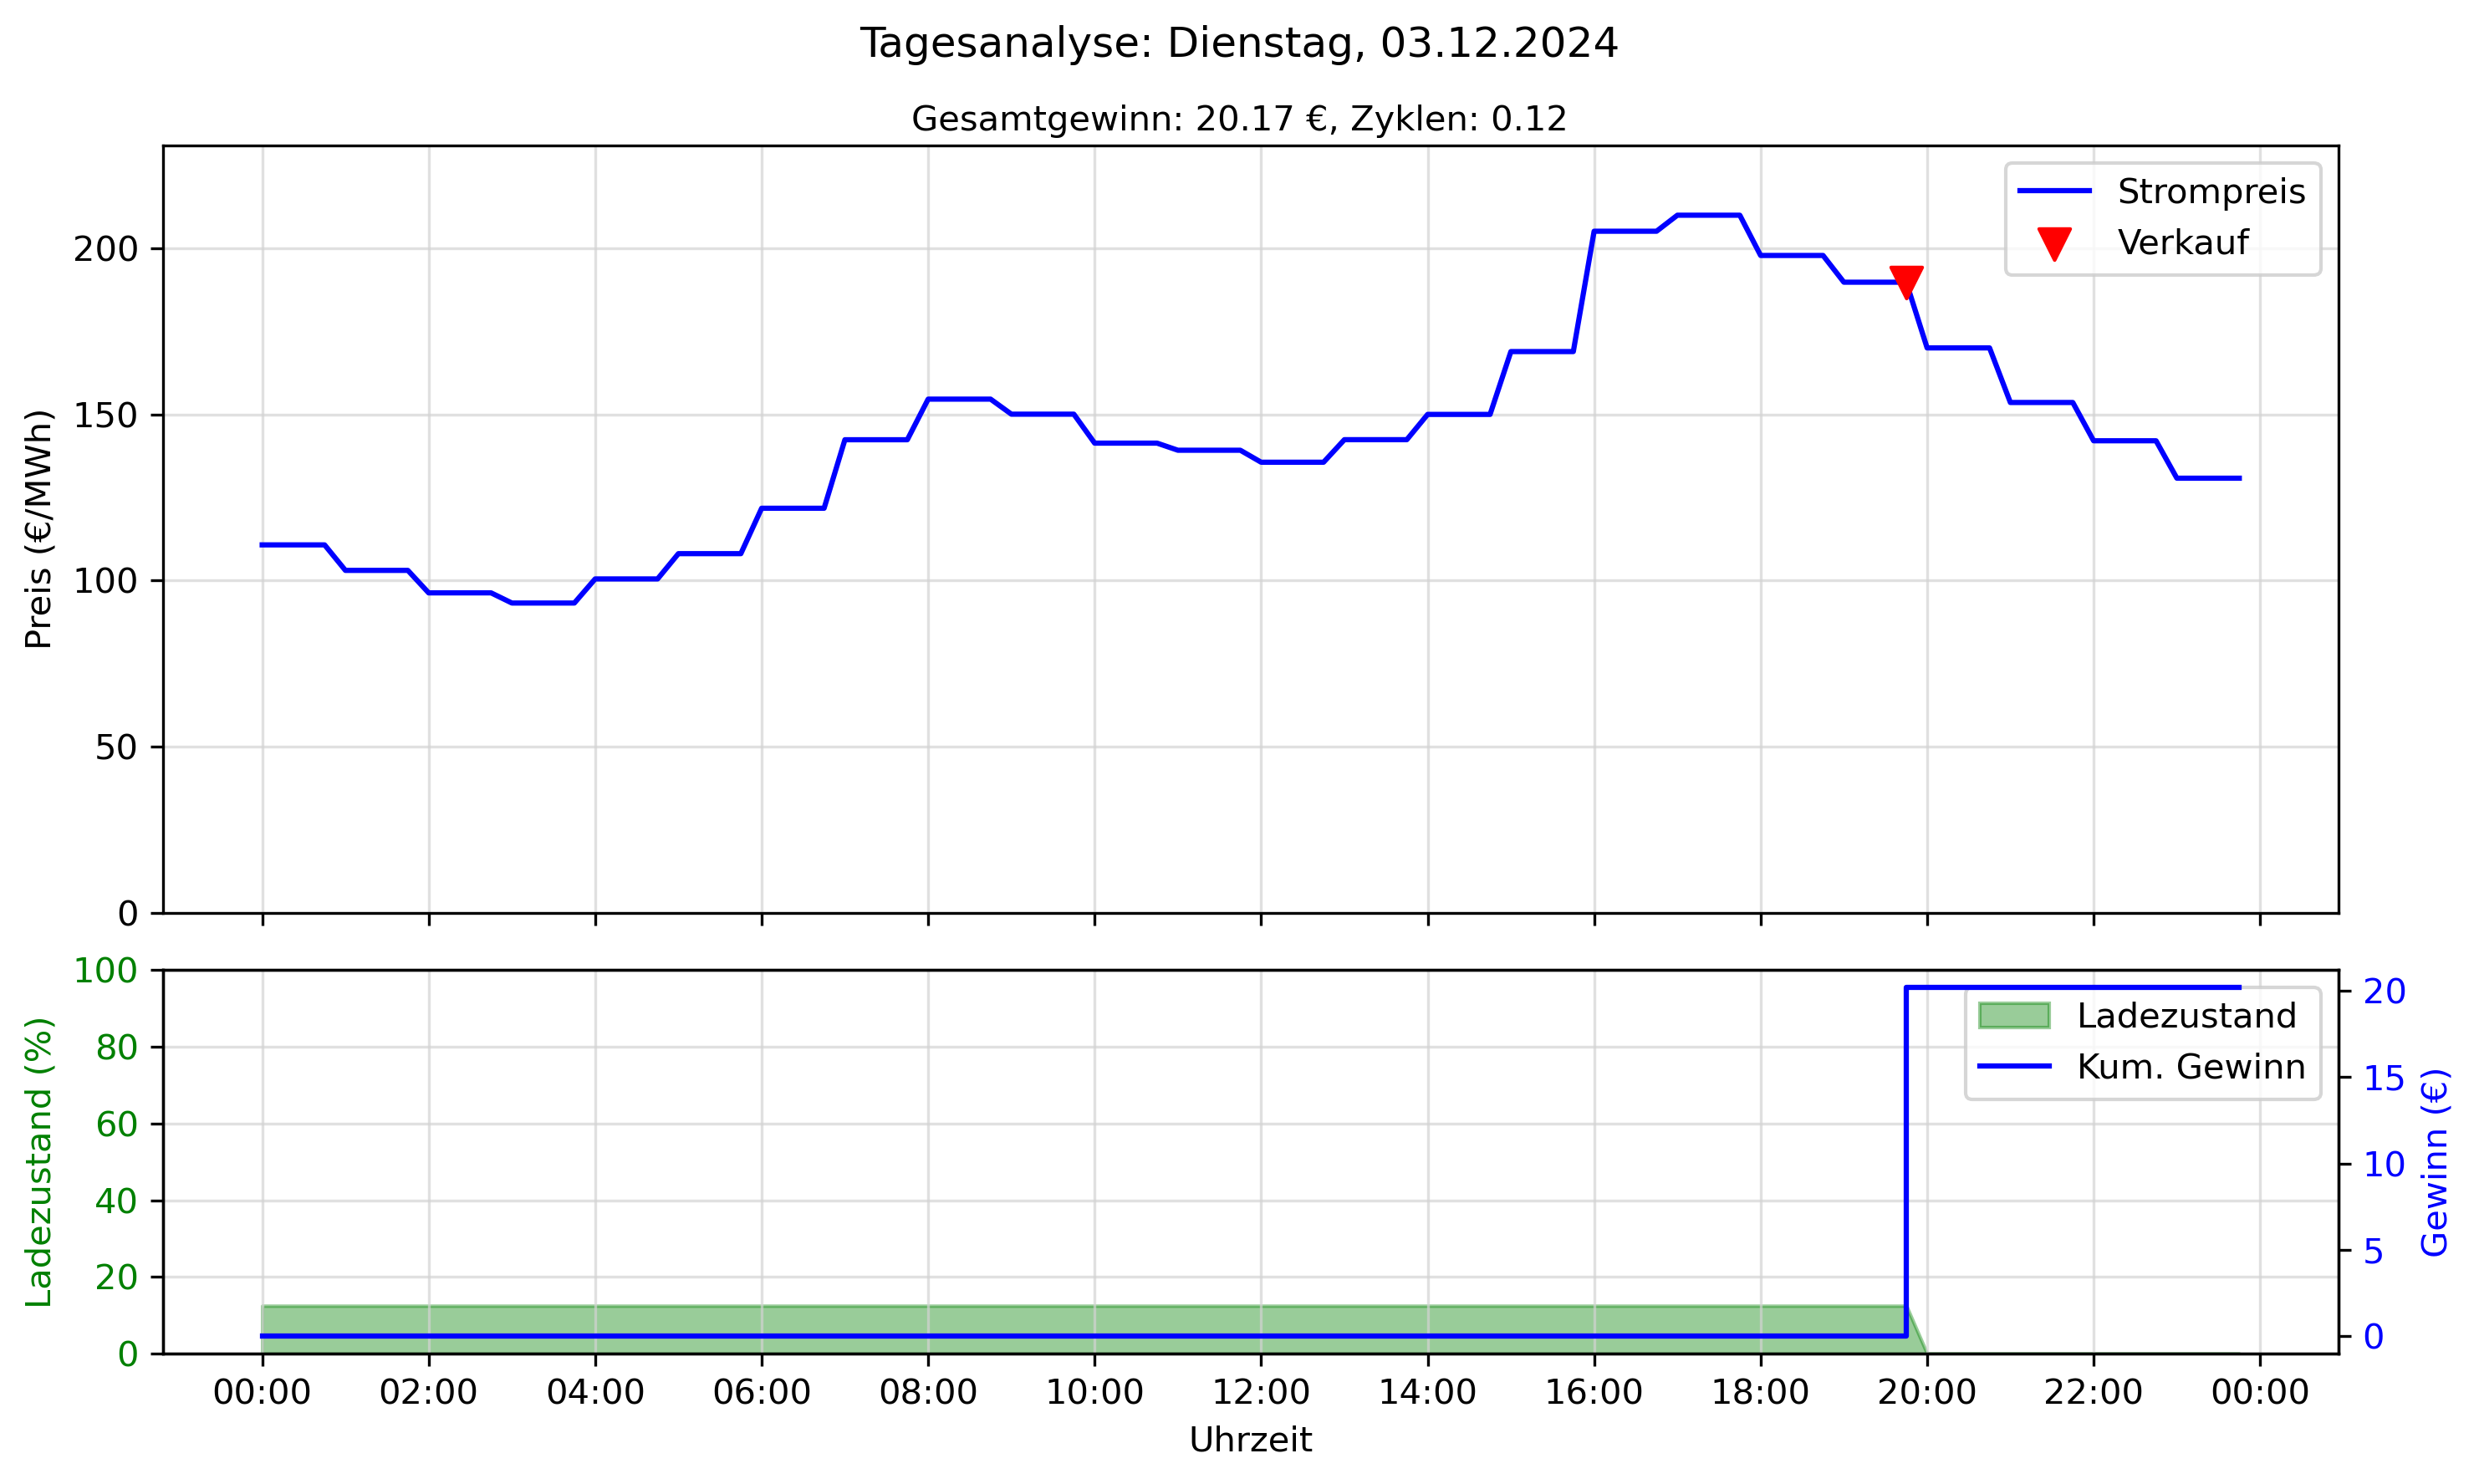 Tagesanalyse: Dienstag, 03.12.2024
Gesamtgewinn: 20.17 €, Zyklen: 0.12
Preis (€/MWh)
200
150
100
50
0
Strompreis
Verkauf
Ladezustand (%)
100
80
60
40
20
0
Ladezustand
Kum. Gewinn
20
15
10
5
0
Gewinn (€)
00:00 02:00 04:00 06:00 08:00 10:00 12:00 14:00 16:00 18:00 20:00 22:00 00:00
Uhrzeit